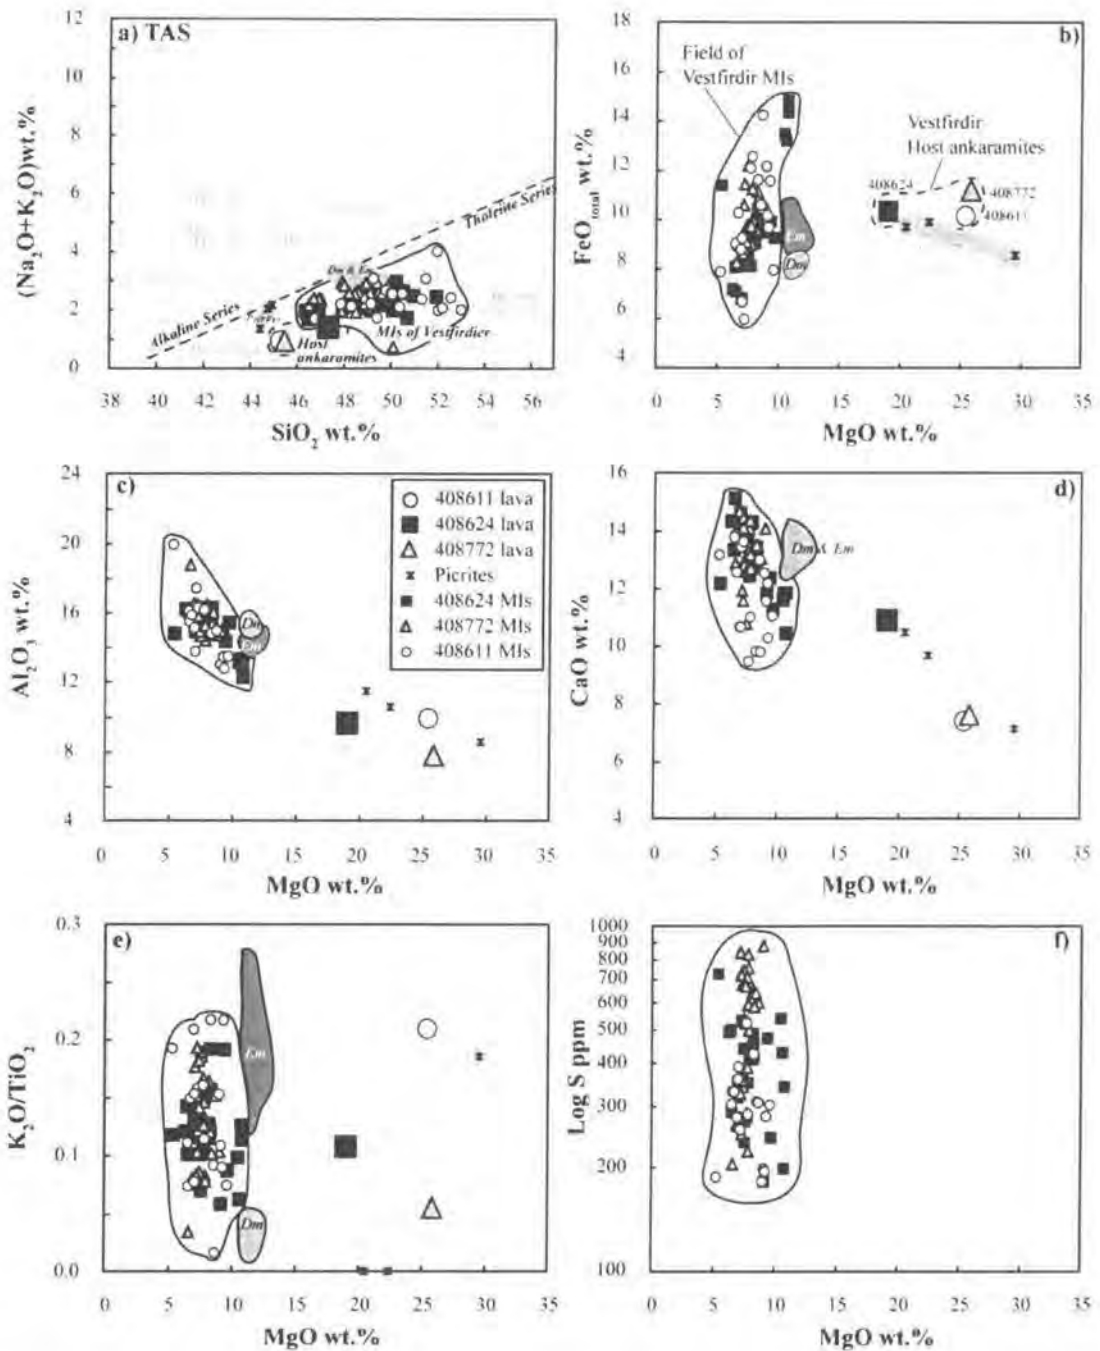 a) TAS
(Na2O+K2O)wt.%
12
10
8
6
4
2
0
Tholeiite Series
Alkaline Series
Dm & Em
MIs of Vestfirdier
Host
ankaramites
38 40 42 44 46 48 50 52 54 56
SiO2 wt.%
b)
FeOtotal wt.%
18
16
14
12
10
8
6
4
Field of
Vestfirdir MIs
Vestfirdir
Host ankaramites
408624
408772
408611
Em
Dm
0 5 10 15 20 25 30 35
MgO wt.%
c)
Al2O3 wt.%
24
20
16
12
8
4
408611 lava
408624 lava
408772 lava
Picrites
408624 MIs
408772 MIs
408611 MIs
Dm
Em
0 5 10 15 20 25 30 35
MgO wt.%
d)
CaO wt.%
16
14
12
10
8
6
4
Dm & Em
0 5 10 15 20 25 30 35
MgO wt.%
e)
K2O/TiO2
0.3
0.2
0.1
0.0
Em
Dm
0 5 10 15 20 25 30 35
MgO wt.%
f)
Log S ppm
1000
900
800
700
600
500
400
300
200
100
0 5 10 15 20 25 30 35
MgO wt.%